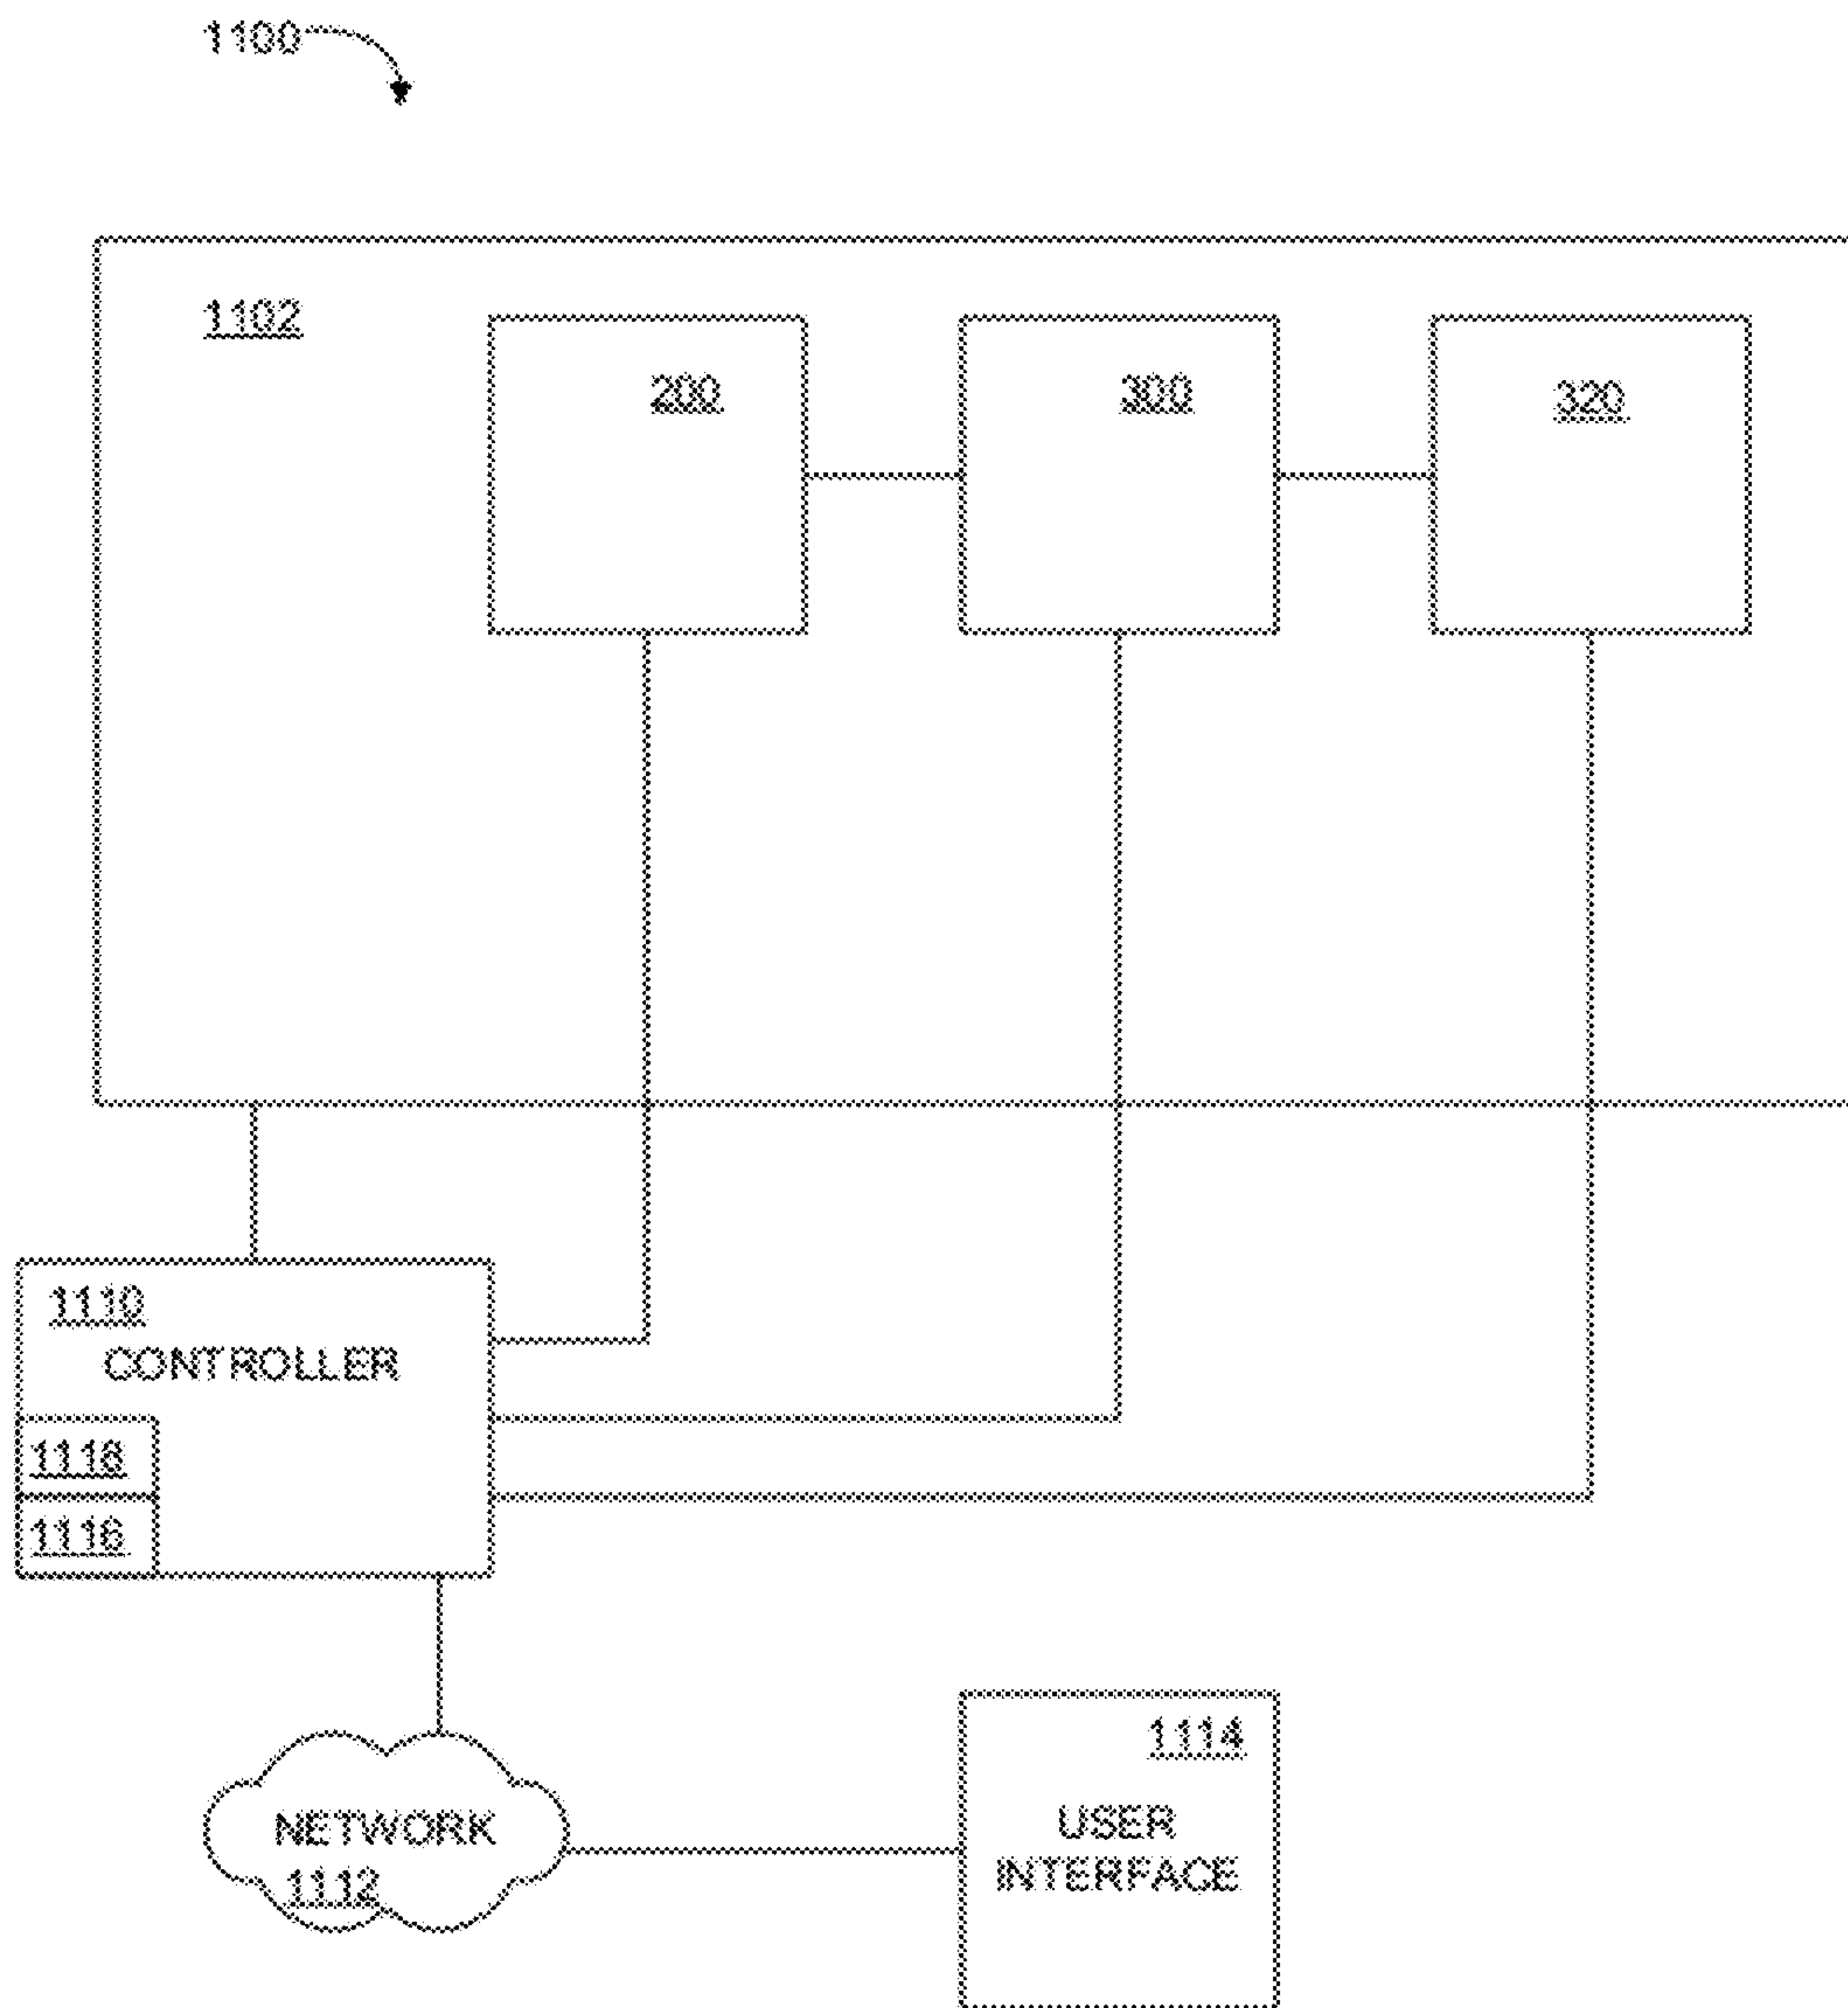 1100
1102
200
300
320
1110
CONTROLLER
1118
1116
NETWORK
1112
1114
USER
INTERFACE